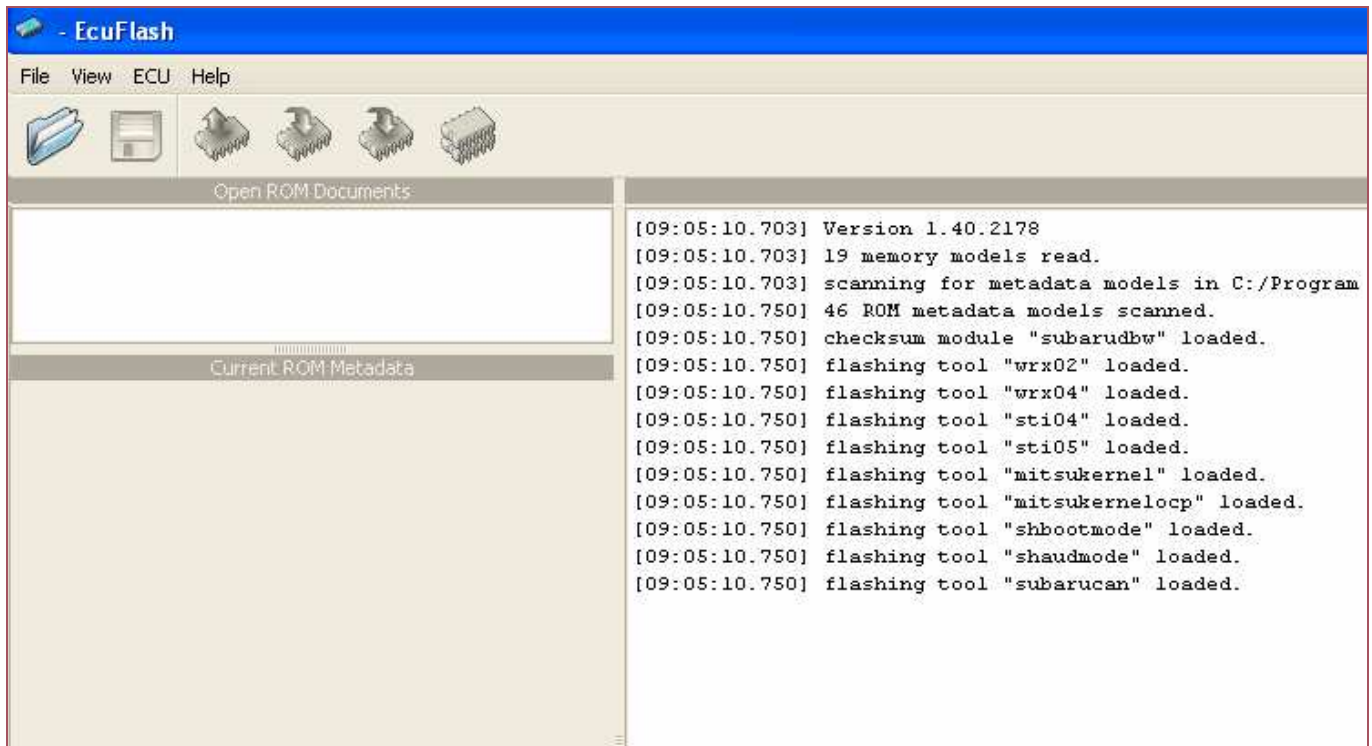 - EcuFlash
File View ECU Help
Open ROM Documents
Current ROM Metadata
[09:05:10.703] Version 1.40.2178
[09:05:10.703] 19 memory models read.
[09:05:10.703] scanning for metadata models in C:/Program
[09:05:10.750] 46 ROM metadata models scanned.
[09:05:10.750] checksum module "subarudbw" loaded.
[09:05:10.750] flashing tool "wrx02" loaded.
[09:05:10.750] flashing tool "wrx04" loaded.
[09:05:10.750] flashing tool "sti04" loaded.
[09:05:10.750] flashing tool "sti05" loaded.
[09:05:10.750] flashing tool "mitsukernel" loaded.
[09:05:10.750] flashing tool "mitsukernelocp" loaded.
[09:05:10.750] flashing tool "shbootmode" loaded.
[09:05:10.750] flashing tool "shaudmode" loaded.
[09:05:10.750] flashing tool "subarucan" loaded.